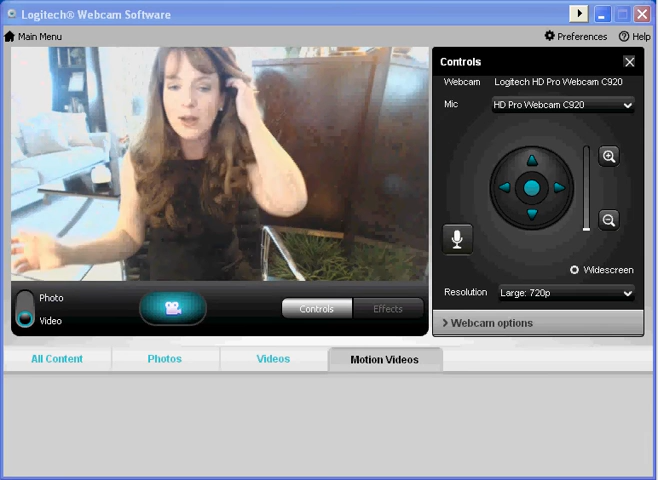 Logitech® Webcam Software
Main Menu
Preferences
Help
Controls
Webcam Logitech HD Pro Webcam C920
Mic HD Pro Webcam C920
Widescreen
Resolution Large: 720p
Webcam options
Photo
Video
Controls Effects
All Content Photos Videos Motion Videos